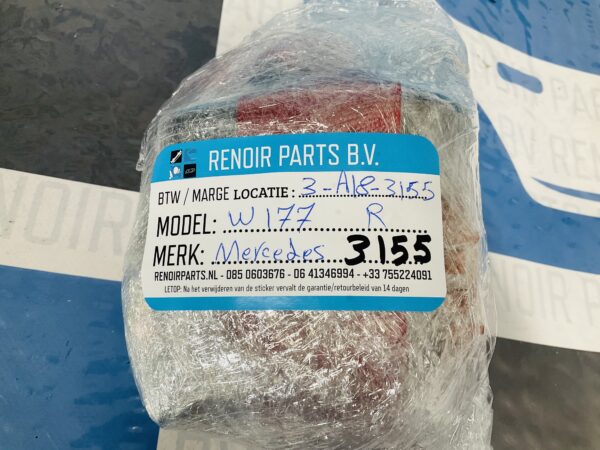 RENOIR PARTS B.V.
BTW / MARGE LOCATIE : 3-A18-3155
MODEL: W177 R
MERK: Mercedes 3155
RENOIRPARTS.NL - 085 0603676 - 06 41346994 - +33 755224091
LETOP: Na het verwijderen van de sticker vervalt de garantie/retourbeleid van 14 dagen